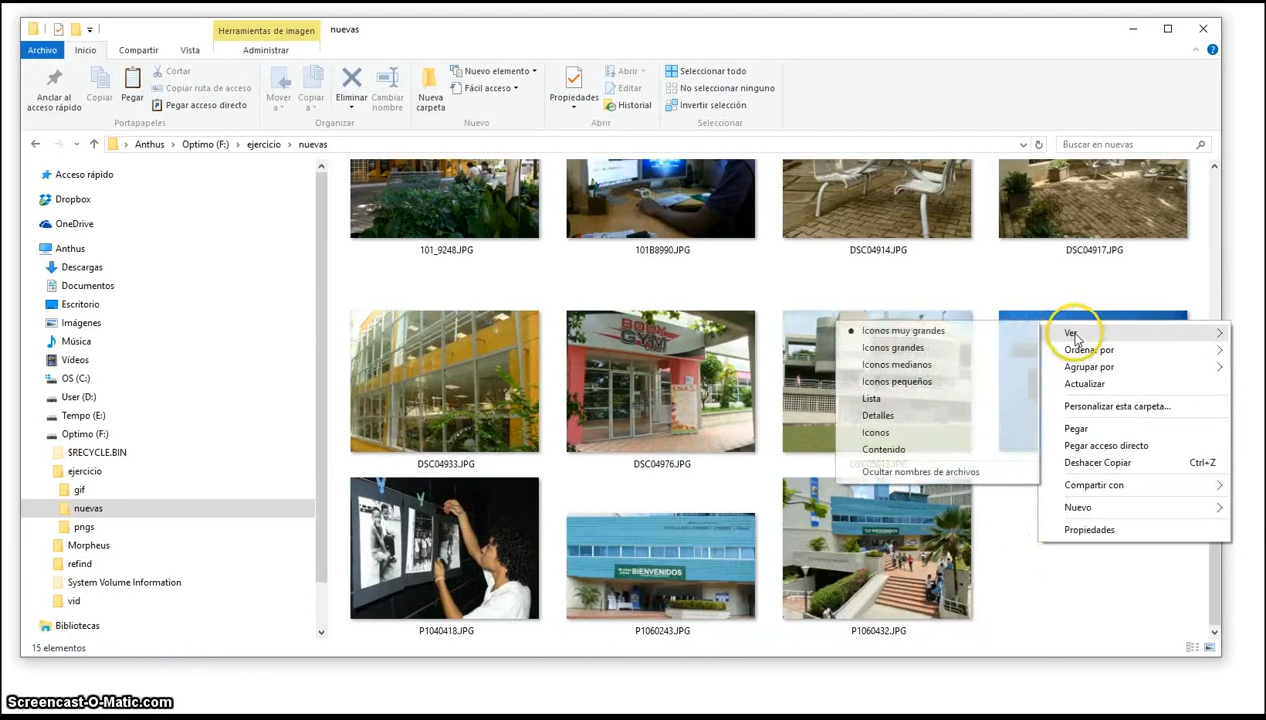 Herramientas de imagen
nuevas
Archivo
Inicio
Compartir
Vista
Administrar
Anclar al
acceso rápido
Copiar
Pegar
Cortar
Copiar ruta de acceso
Pegar acceso directo
Portapapeles
Mover
a
Copiar
a
Eliminar
Cambiar
nombre
Organizar
Nueva
carpeta
Nuevo elemento
Fácil acceso
Nuevo
Propiedades
Abrir
Editar
Historial
Abrir
Seleccionar todo
No seleccionar ninguno
Invertir selección
Seleccionar
Anthus
Optimo (F:)
ejercicio
nuevas
Buscar en nuevas
Acceso rápido
Dropbox
OneDrive
Anthus
Descargas
Documentos
Escritorio
Imágenes
Música
Vídeos
OS (C:)
User (D:)
Tempo (E:)
Optimo (F:)
$RECYCLE.BIN
ejercicio
gif
nuevas
pngs
Morpheus
refind
System Volume Information
vid
Bibliotecas
15 elementos
101_9248.JPG
101B8990.JPG
DSC04914.JPG
DSC04917.JPG
BODY
GYM
DSC04933.JPG
DSC04976.JPG
Iconos muy grandes
Iconos grandes
Iconos medianos
Iconos pequeños
Lista
Detalles
Iconos
Contenido
Ocultar nombres de archivos
Ver
Ordenar por
Agrupar por
Actualizar
Personalizar esta carpeta...
Pegar
Pegar acceso directo
Deshacer Copiar Ctrl+Z
Compartir con
Nuevo
Propiedades
BIENVENIDOS
P1040418.JPG
P1060243.JPG
P1060432.JPG
Screencast-O-Matic.com